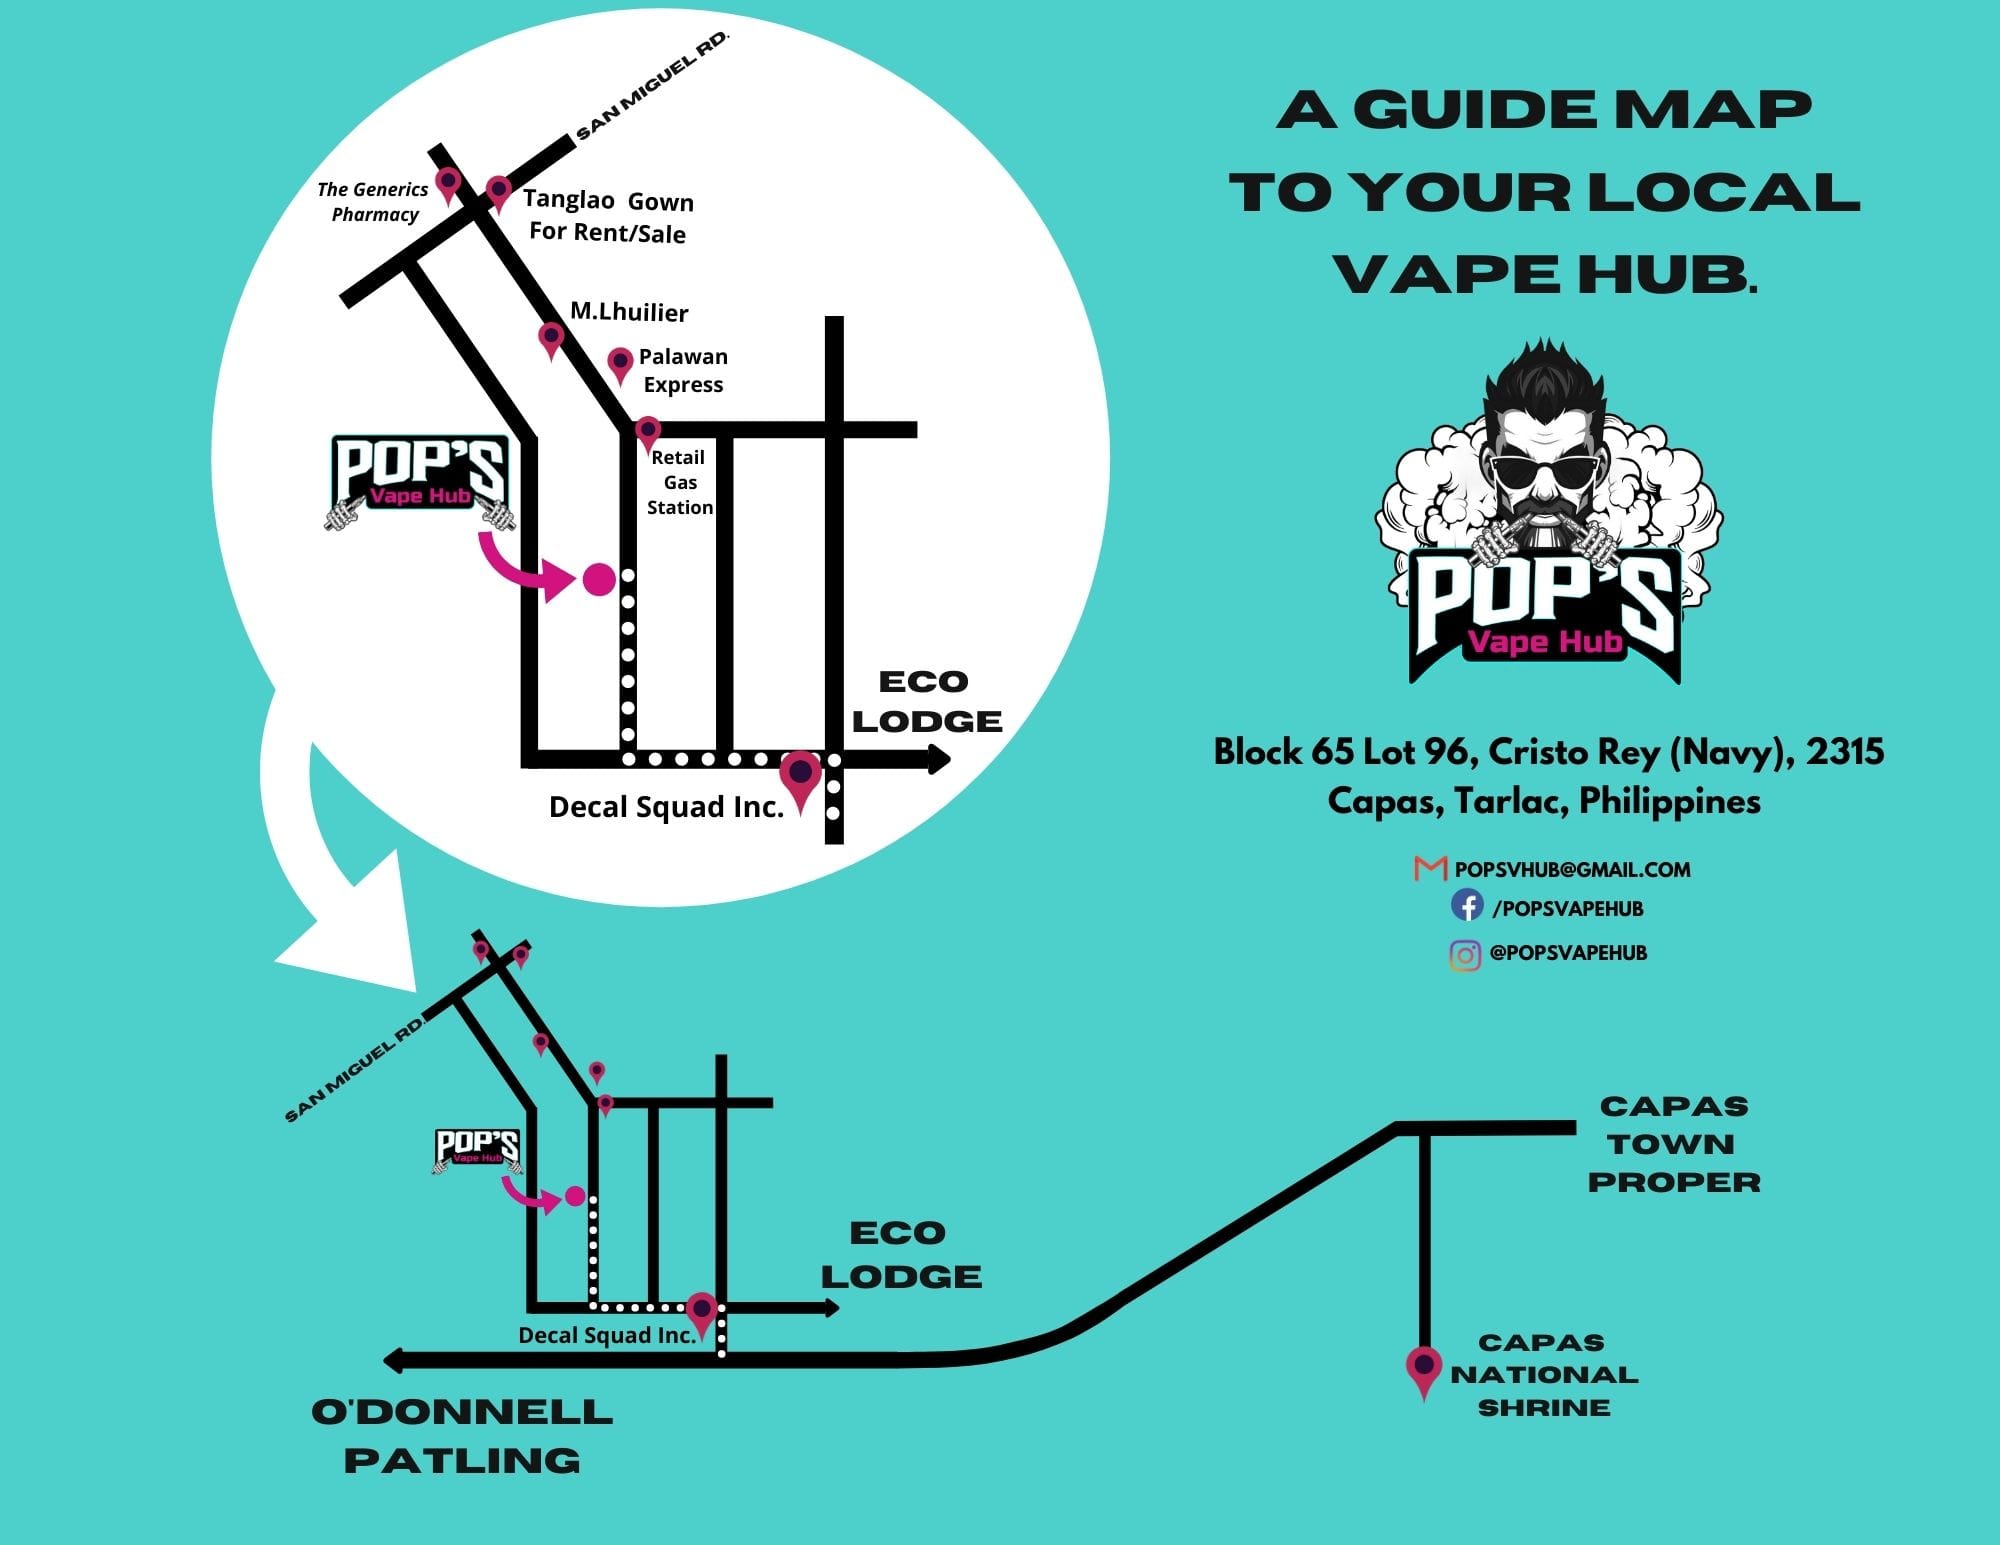 SAN MIGUEL RD.
The Generics
Pharmacy
Tanglao Gown
For Rent/Sale
M.Lhuilier
Palawan
Express
POP'S
Vape Hub
Retail
Gas
Station
ECO
LODGE
Decal Squad Inc.
A GUIDE MAP
TO YOUR LOCAL
VAPE HUB.
POP'S
Vape Hub
Block 65 Lot 96, Cristo Rey (Navy), 2315
Capas, Tarlac, Philippines
POPSVHUB@GMAIL.COM
/POPSVAPEHUB
@POPSVAPEHUB
SAN MIGUEL RD.
POP'S
Vape Hub
ECO
LODGE
Decal Squad Inc.
O'DONNELL
PATLING
CAPAS
TOWN
PROPER
CAPAS
NATIONAL
SHRINE